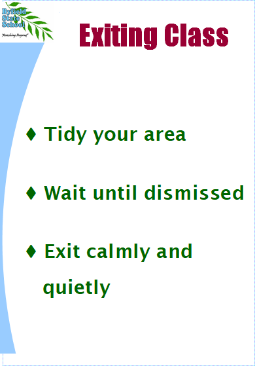 Exiting Class
♦ Tidy your area
♦ Wait until dismissed
♦ Exit calmly and
quietly